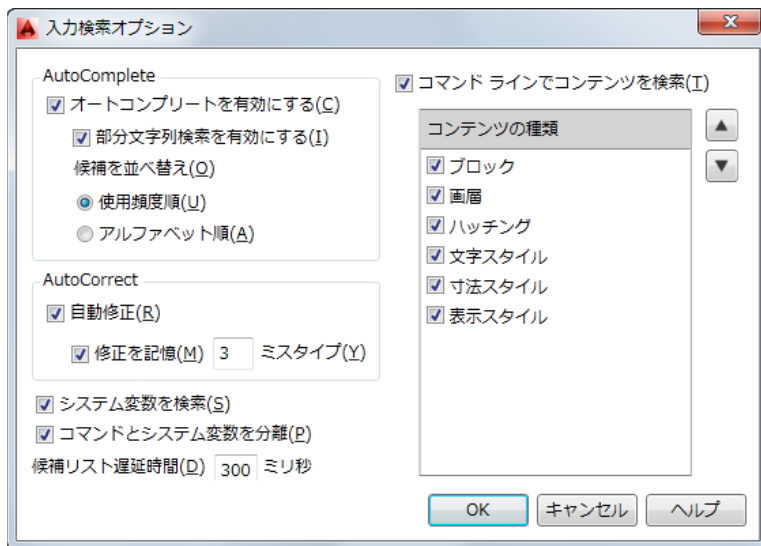 入力検索オプション
AutoComplete
オートコンプリートを有効にする(C)
部分文字列検索を有効にする(I)
候補を並べ替え(O)
使用頻度順(U)
アルファベット順(A)
AutoCorrect
自動修正(R)
修正を記憶(M) 3 ミスタイプ(Y)
システム変数を検索(S)
コマンドとシステム変数を分離(P)
候補リスト遅延時間(D) 300 ミリ秒
コマンド ラインでコンテンツを検索(T)
コンテンツの種類
ブロック
画層
ハッチング
文字スタイル
寸法スタイル
表示スタイル
OK キャンセル ヘルプ